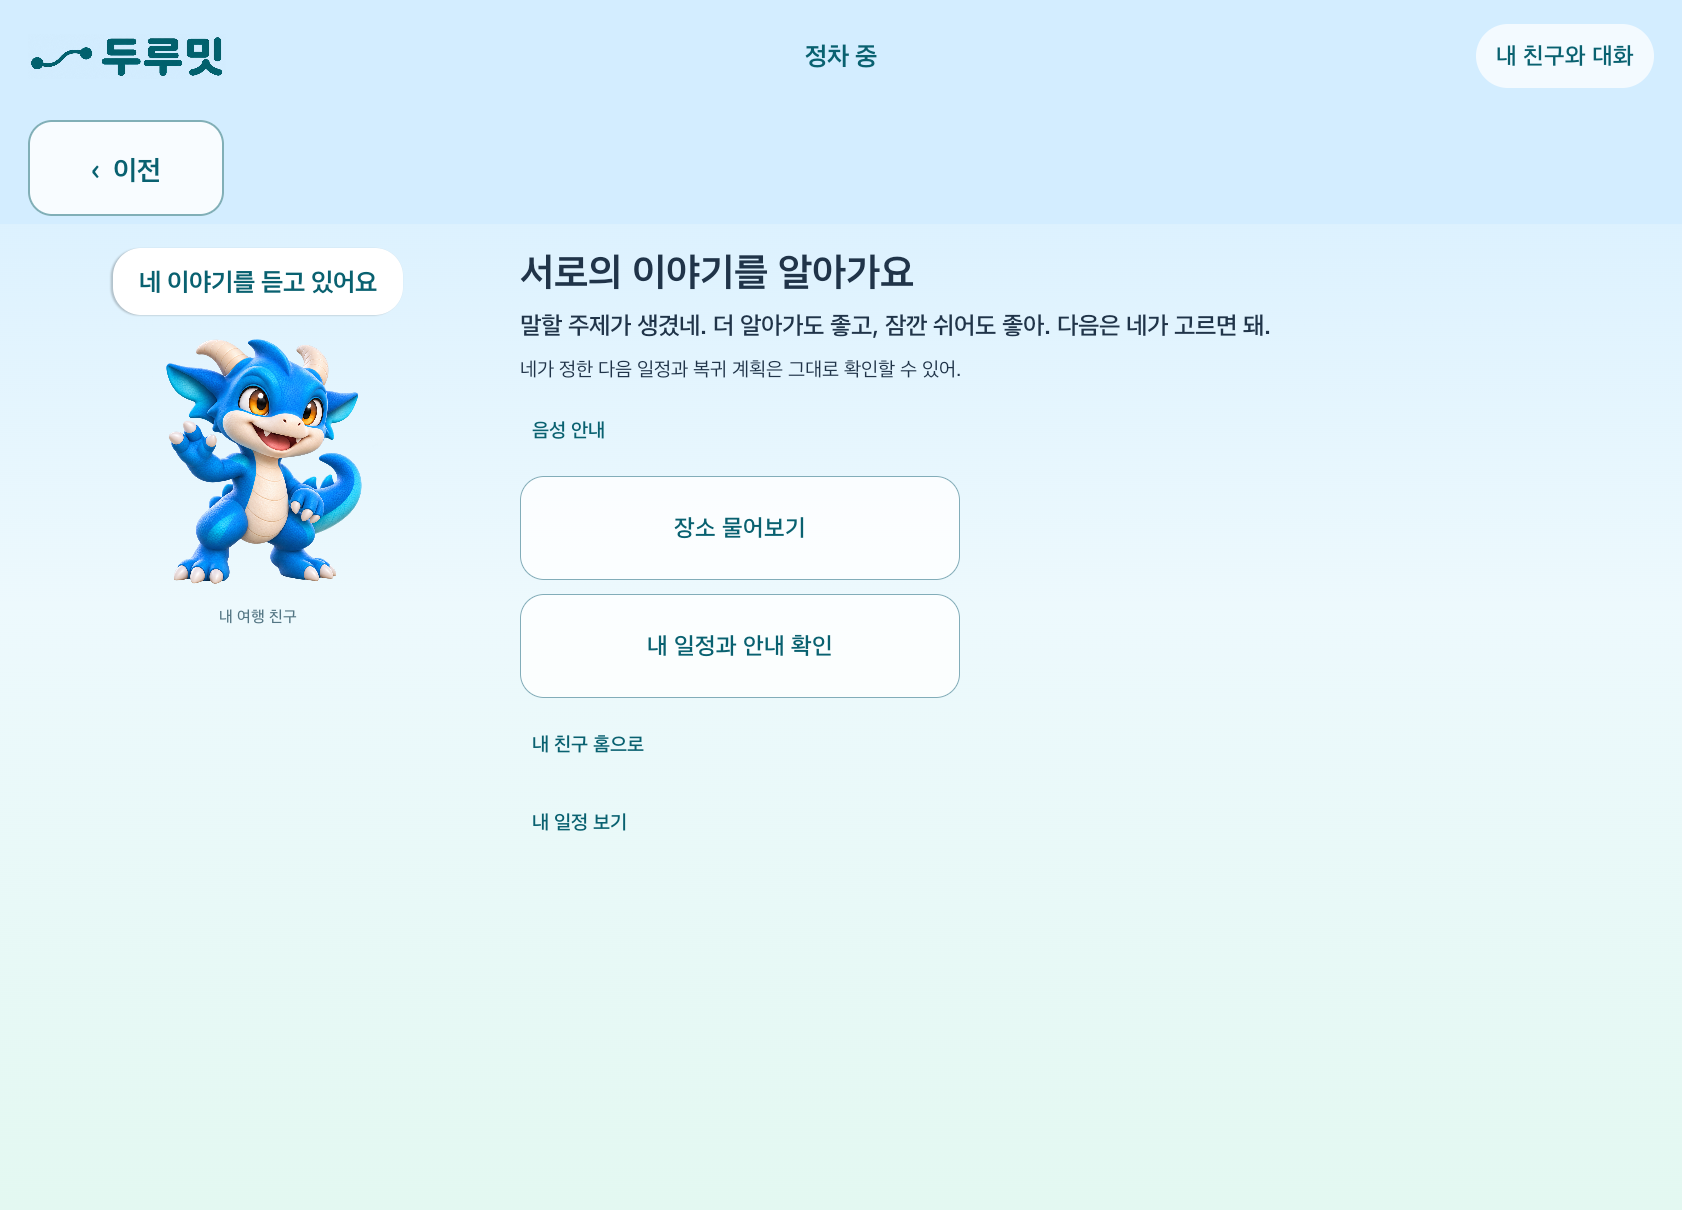 두루밋
정차 중
내 친구와 대화
‹ 이전
네 이야기를 듣고 있어요
내 여행 친구
서로의 이야기를 알아가요
말할 주제가 생겼네. 더 알아가도 좋고, 잠깐 쉬어도 좋아. 다음은 네가 고르면 돼.
네가 정한 다음 일정과 복귀 계획은 그대로 확인할 수 있어.
음성 안내
장소 물어보기
내 일정과 안내 확인
내 친구 홈으로
내 일정 보기